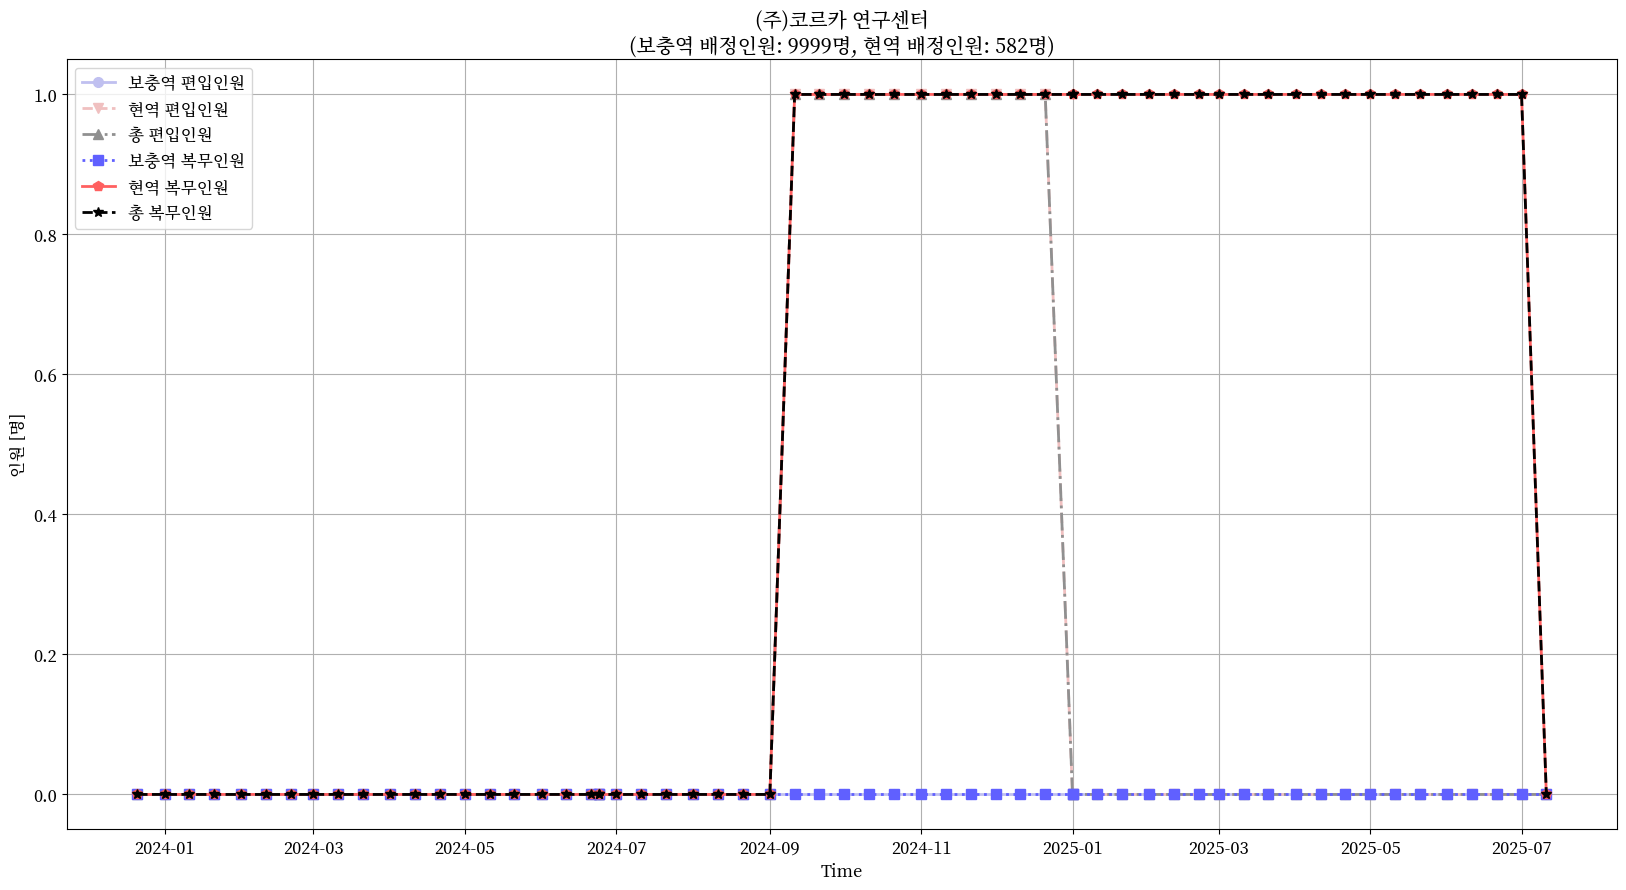 (주)코르카 연구센터
(보충역 배정인원: 9999명, 현역 배정인원: 582명)
보충역 편입인원
현역 편입인원
총 편입인원
보충역 복무인원
현역 복무인원
총 복무인원
1.0
0.8
0.6
0.4
0.2
0.0
인원 [명]
2024-01 2024-03 2024-05 2024-07 2024-09 2024-11 2025-01 2025-03 2025-05 2025-07
Time